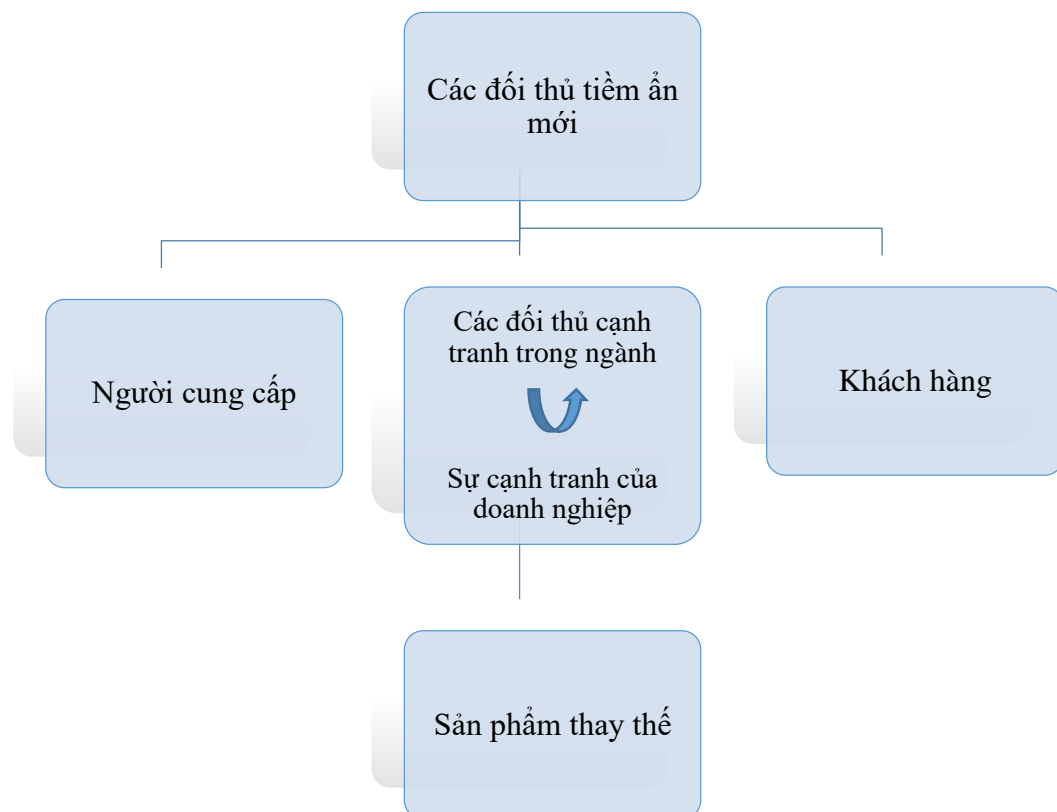 Các đối thủ tiềm ẩn
mới
Người cung cấp
Các đối thủ cạnh
tranh trong ngành
Sự cạnh tranh của
doanh nghiệp
Khách hàng
Sản phẩm thay thế